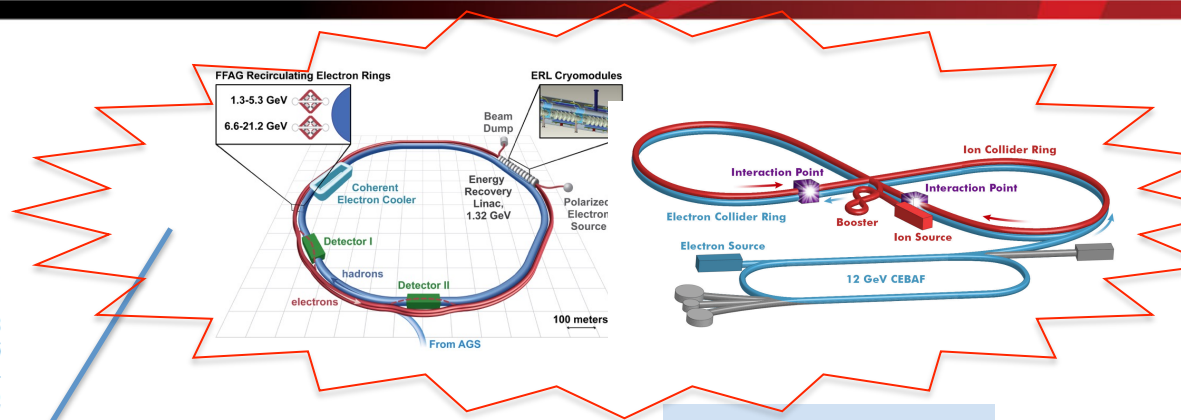 FFAG Recirculating Electron Rings
1.3-5.3 GeV
6.6-21.2 GeV
ERL Cryomodules
Beam
Dump
Energy
Recovery
Linac,
1.32 GeV
Polarized
Electron
Source
Coherent
Electron Cooler
Detector I
hadrons
Detector II
electrons
100 meters
From AGS
Ion Collider Ring
Interaction Point
Interaction Point
Electron Collider Ring
Booster
Ion Source
Electron Source
12 GeV CEBAF